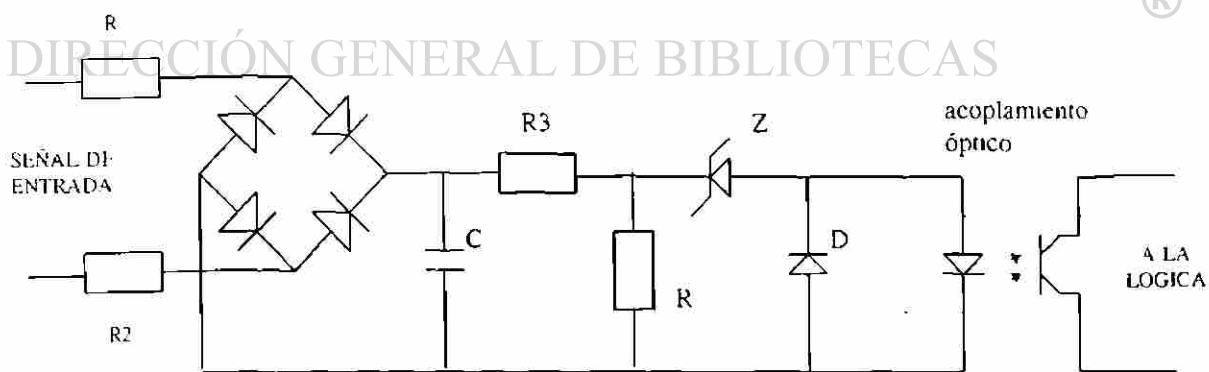 ®
R
DIRECCIÓN GENERAL DE BIBLIOTECAS
R3
Z
acoplamiento
óptico
SEÑAL DE
ENTRADA
C
D
R
A LA
LOGICA
R2